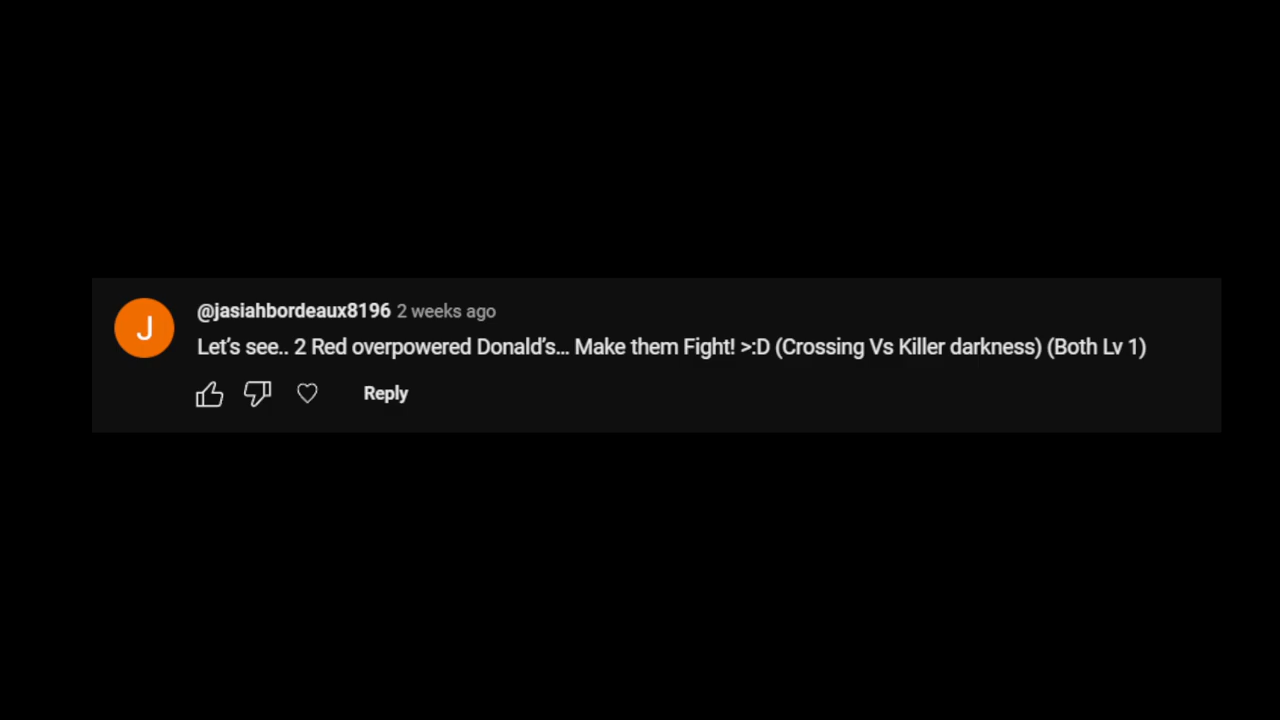 J
@jasiahbordeaux8196 2 weeks ago
Let's see.. 2 Red overpowered Donald's... Make them Fight! >:D (Crossing Vs Killer darkness) (Both Lv 1)
Reply